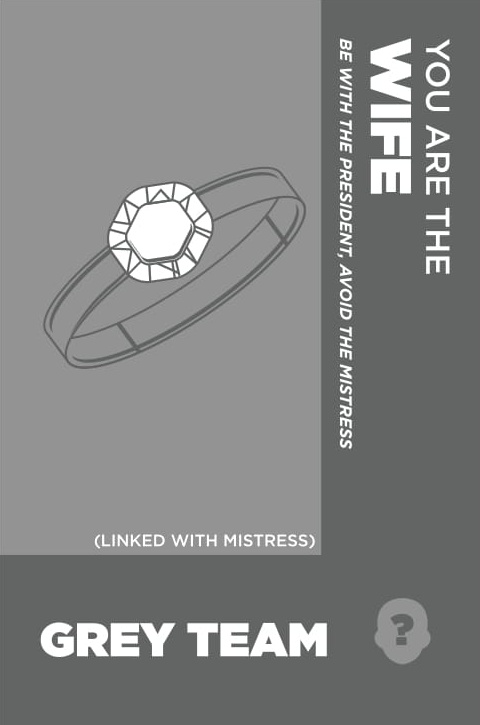 YOU ARE THE
WIFE
BE WITH THE PRESIDENT, AVOID THE MISTRESS
(LINKED WITH MISTRESS)
GREY TEAM
?